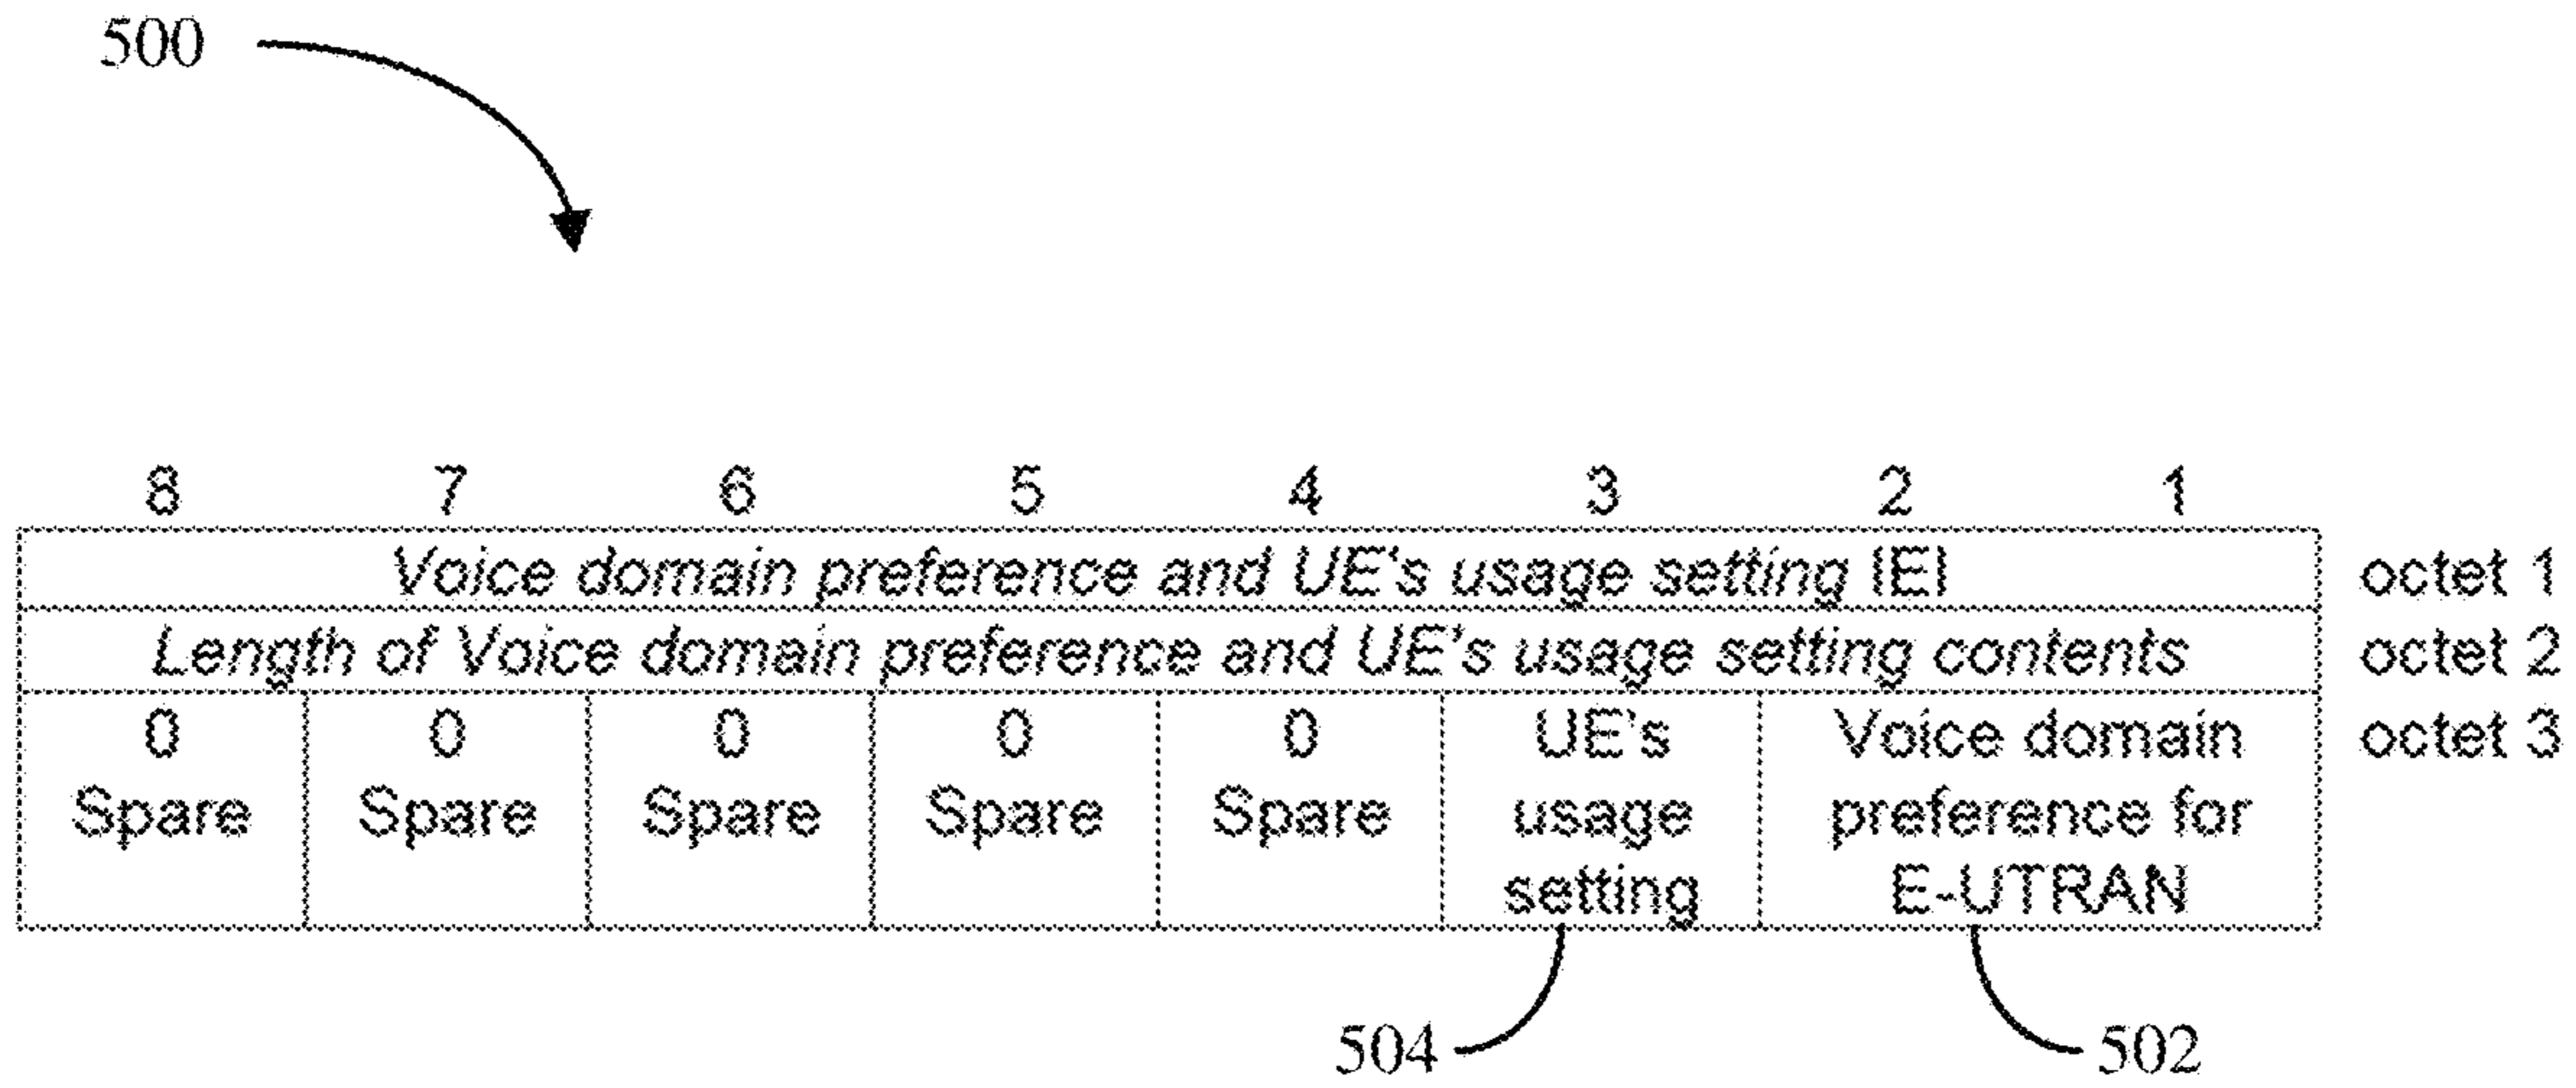 500
8 7 6 5 4 3 2 1
Voice domain preference and UE's usage setting IEI octet 1
Length of Voice domain preference and UE's usage setting contents octet 2
0 0 0 0 0 UE's Voice domain octet 3
Spare Spare Spare Spare Spare usage preference for
setting E-UTRAN
504 502